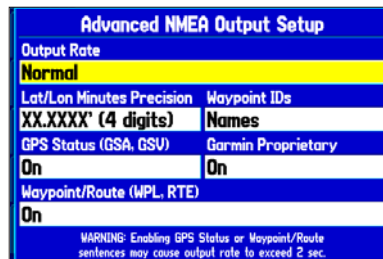 Advanced NMEA Output Setup
Output Rate
Normal
Lat/Lon Minutes Precision Waypoint IDs
XX.XXXX' (4 digits) Names
GPS Status (GSA, GSV) Garmin Proprietary
On On
Waypoint/Route (WPL, RTE)
On
WARNING: Enabling GPS Status or Waypoint/Route
sentences may cause output rate to exceed 2 sec.